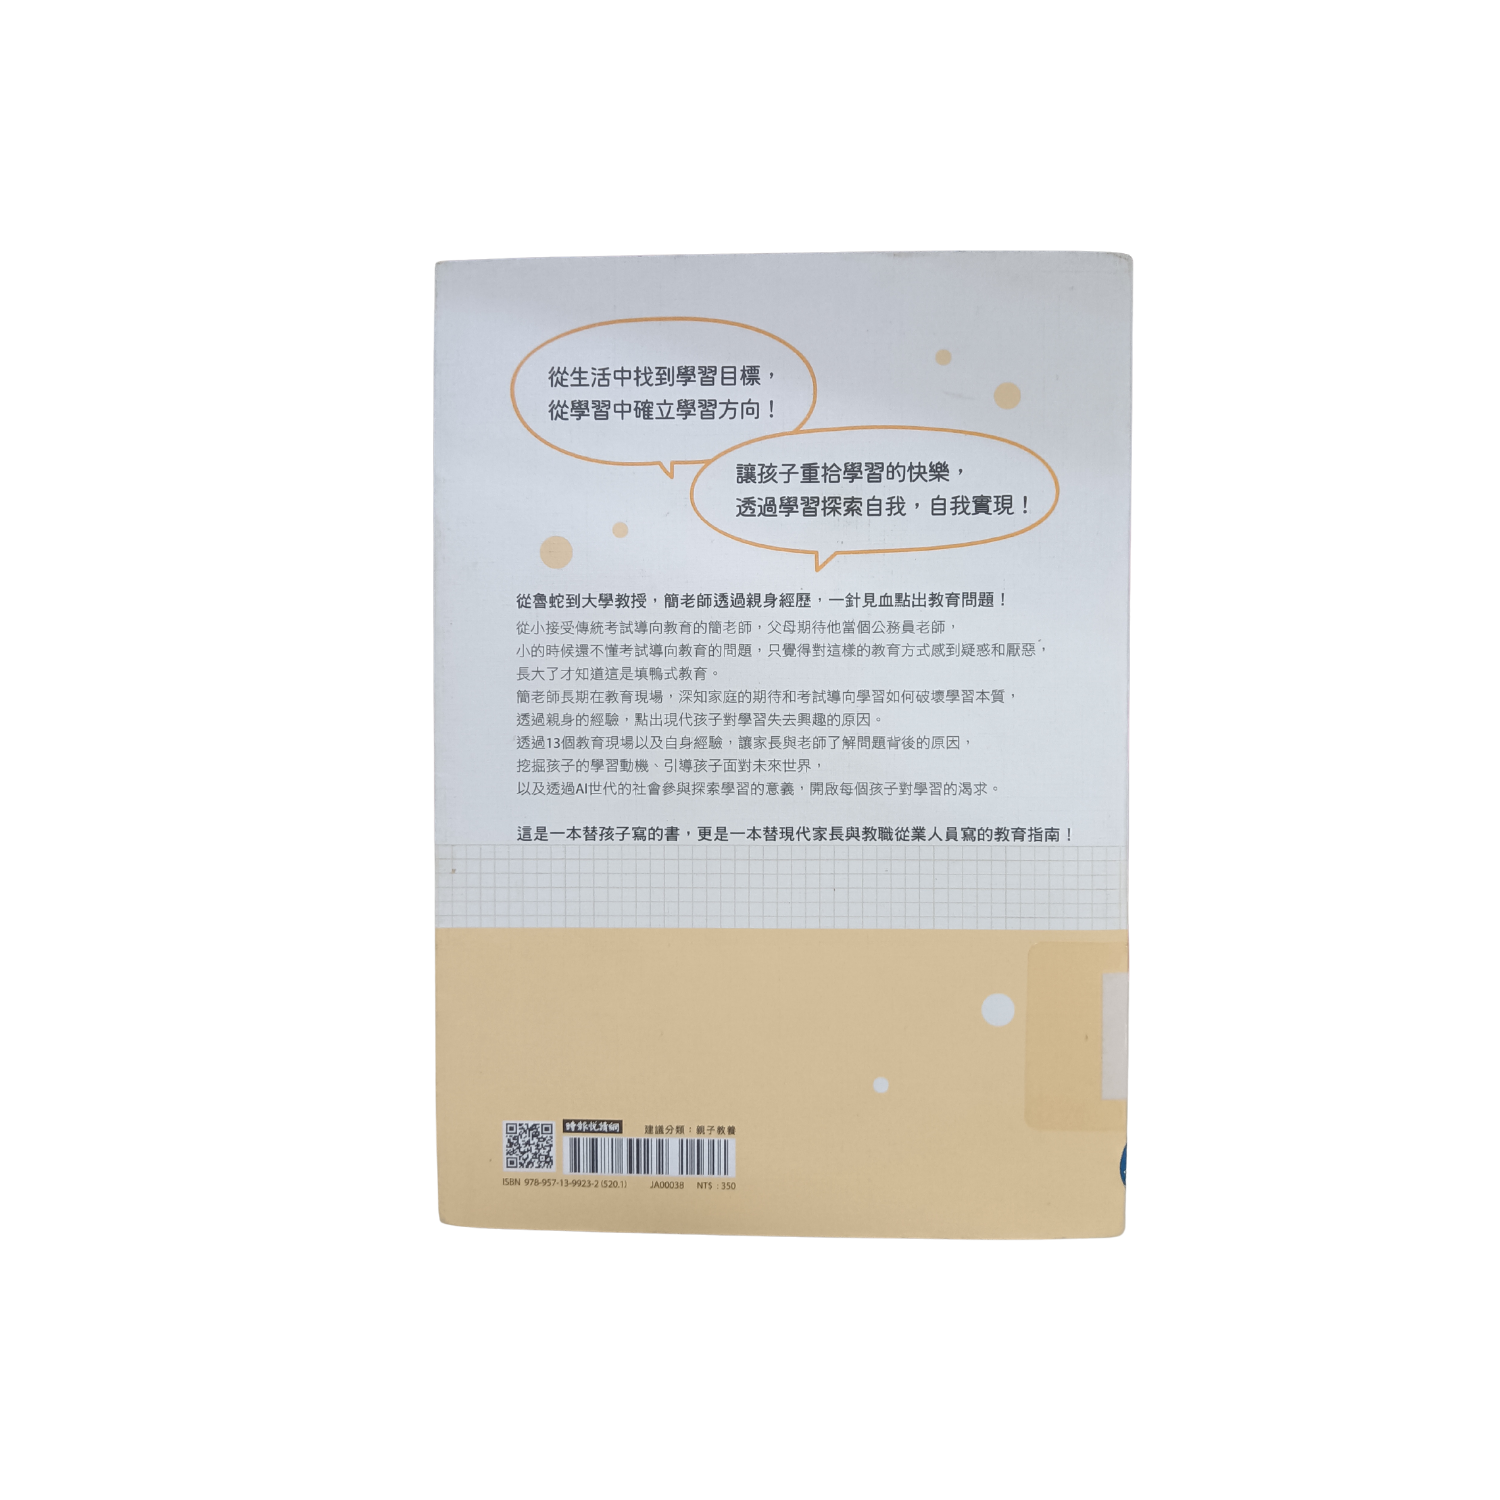 從生活中找到學習目標，
從學習中確立學習方向！
讓孩子重拾學習的快樂，
透過學習探索自我，自我實現！
從魯蛇到大學教授，簡老師透過親身經歷，一針見血點出教育問題！
從小接受傳統考試導向教育的簡老師，父母期待他當個公務員老師，
小的時候還不懂考試導向教育的問題，只覺得對這樣的教育方式感到疑惑和厭惡，
長大了才知道這是填鴨式教育。
簡老師長期在教育現場，深知家庭的期待和考試導向學習如何破壞學習本質，
透過親身的經驗，點出現代孩子對學習失去興趣的原因。
透過13個教育現場以及自身經驗，讓家長與老師了解問題背後的原因，
挖掘孩子的學習動機、引導孩子面對未來世界，
以及透過AI世代的社會參與探索學習的意義，開啟每個孩子對學習的渴求。
這是一本替孩子寫的書，更是一本替現代家長與教職從業人員寫的教育指南！
時報悅讀網
建議分類：親子教養
ISBN 978-957-13-9923-2 (520.1) JA00038 NT$：350